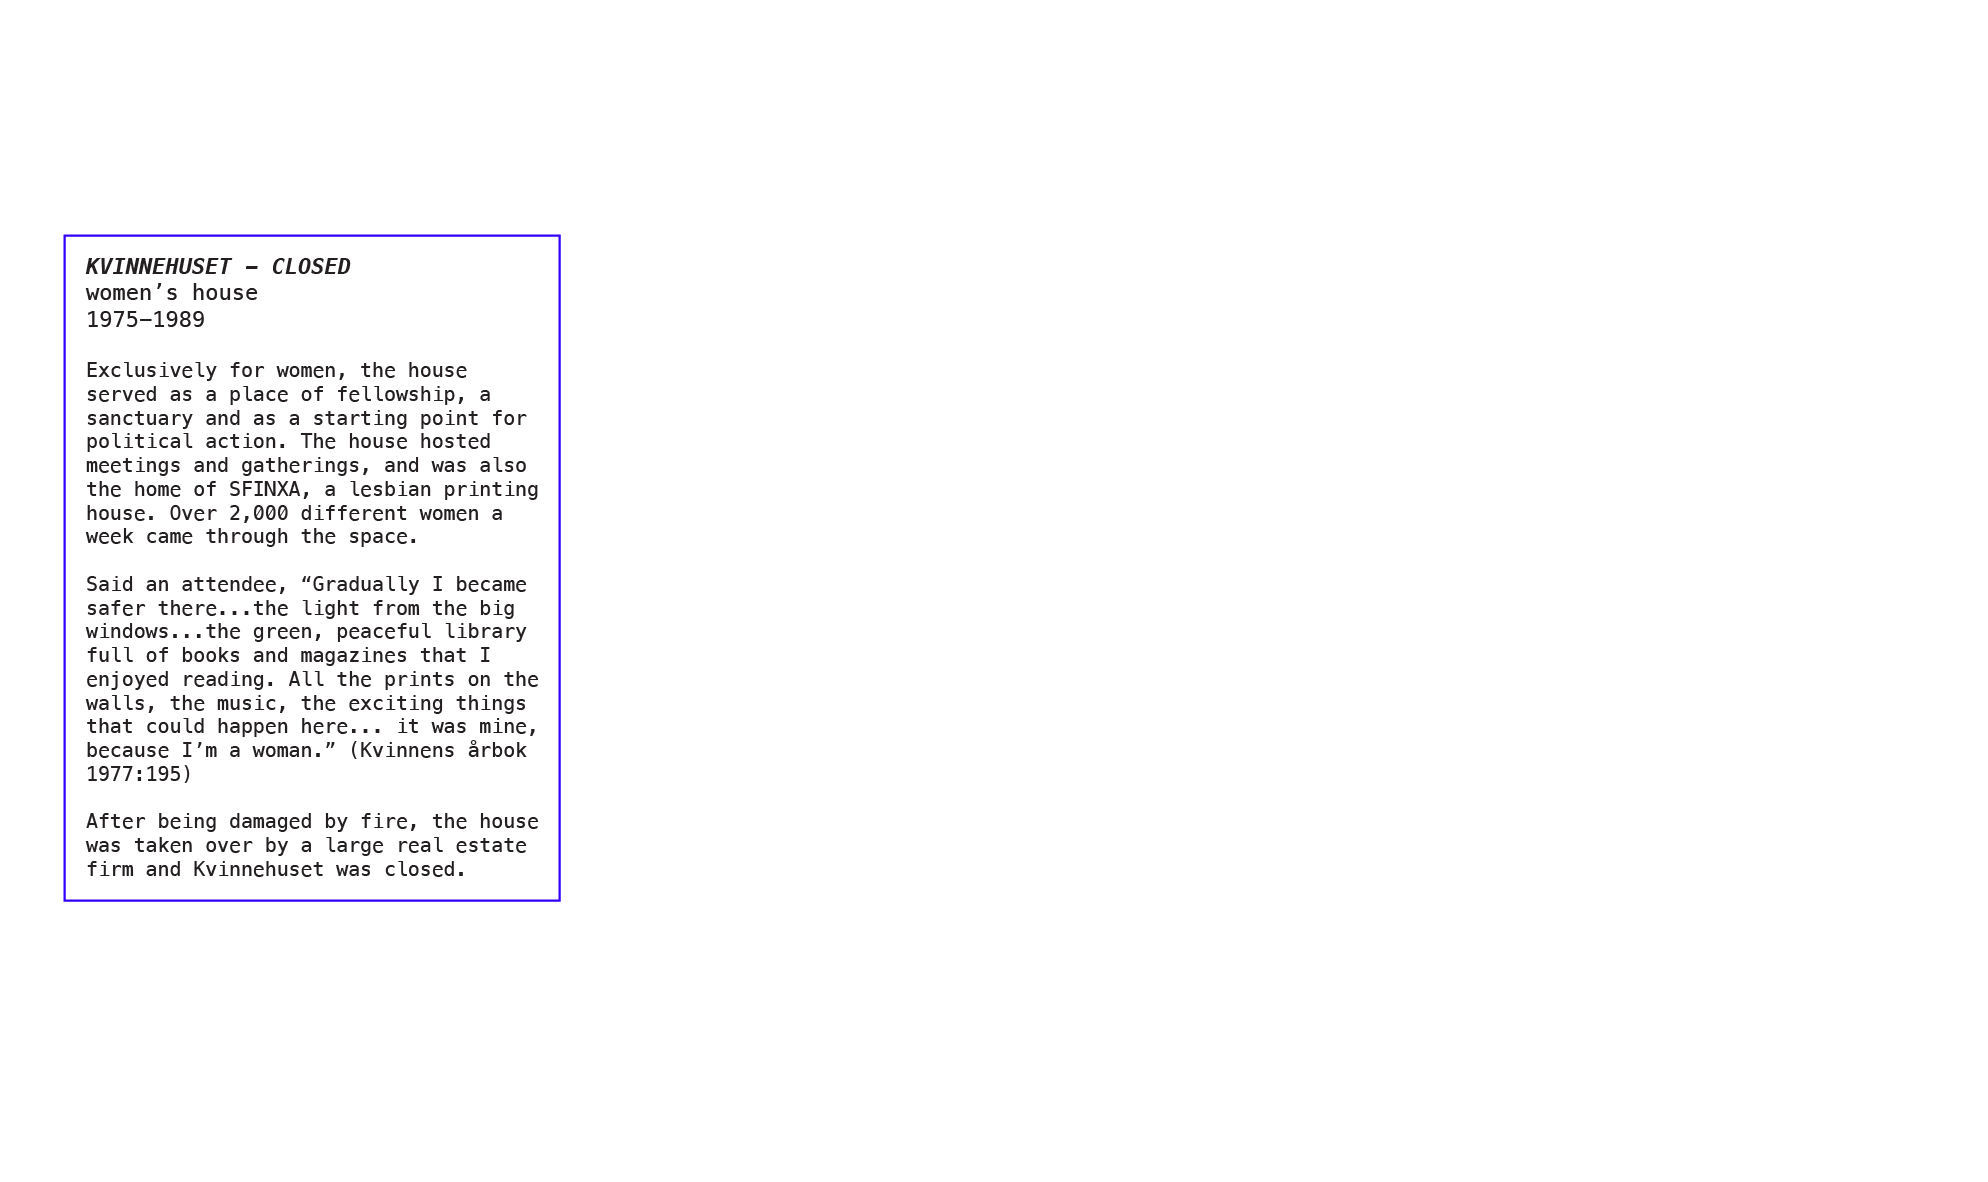 KVINNEHUSET – CLOSED
women’s house
1975–1989
Exclusively for women, the house
served as a place of fellowship, a
sanctuary and as a starting point for
political action. The house hosted
meetings and gatherings, and was also
the home of SFINXA, a lesbian printing
house. Over 2,000 different women a
week came through the space.
Said an attendee, “Gradually I became
safer there...the light from the big
windows...the green, peaceful library
full of books and magazines that I
enjoyed reading. All the prints on the
walls, the music, the exciting things
that could happen here... it was mine,
because I’m a woman.” (Kvinnens årbok
1977:195)
After being damaged by fire, the house
was taken over by a large real estate
firm and Kvinnehuset was closed.